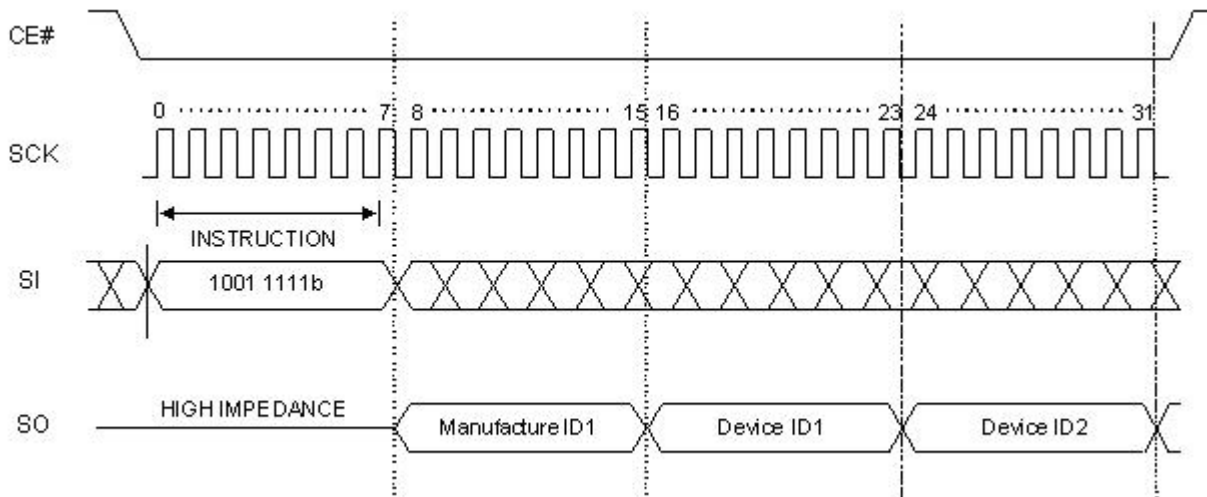 CE#
0 7 8 15 16 23 24 31
SCK
INSTRUCTION
SI 1001 1111b
HIGH IMPEDANCE
SO Manufacture ID1 Device ID1 Device ID2